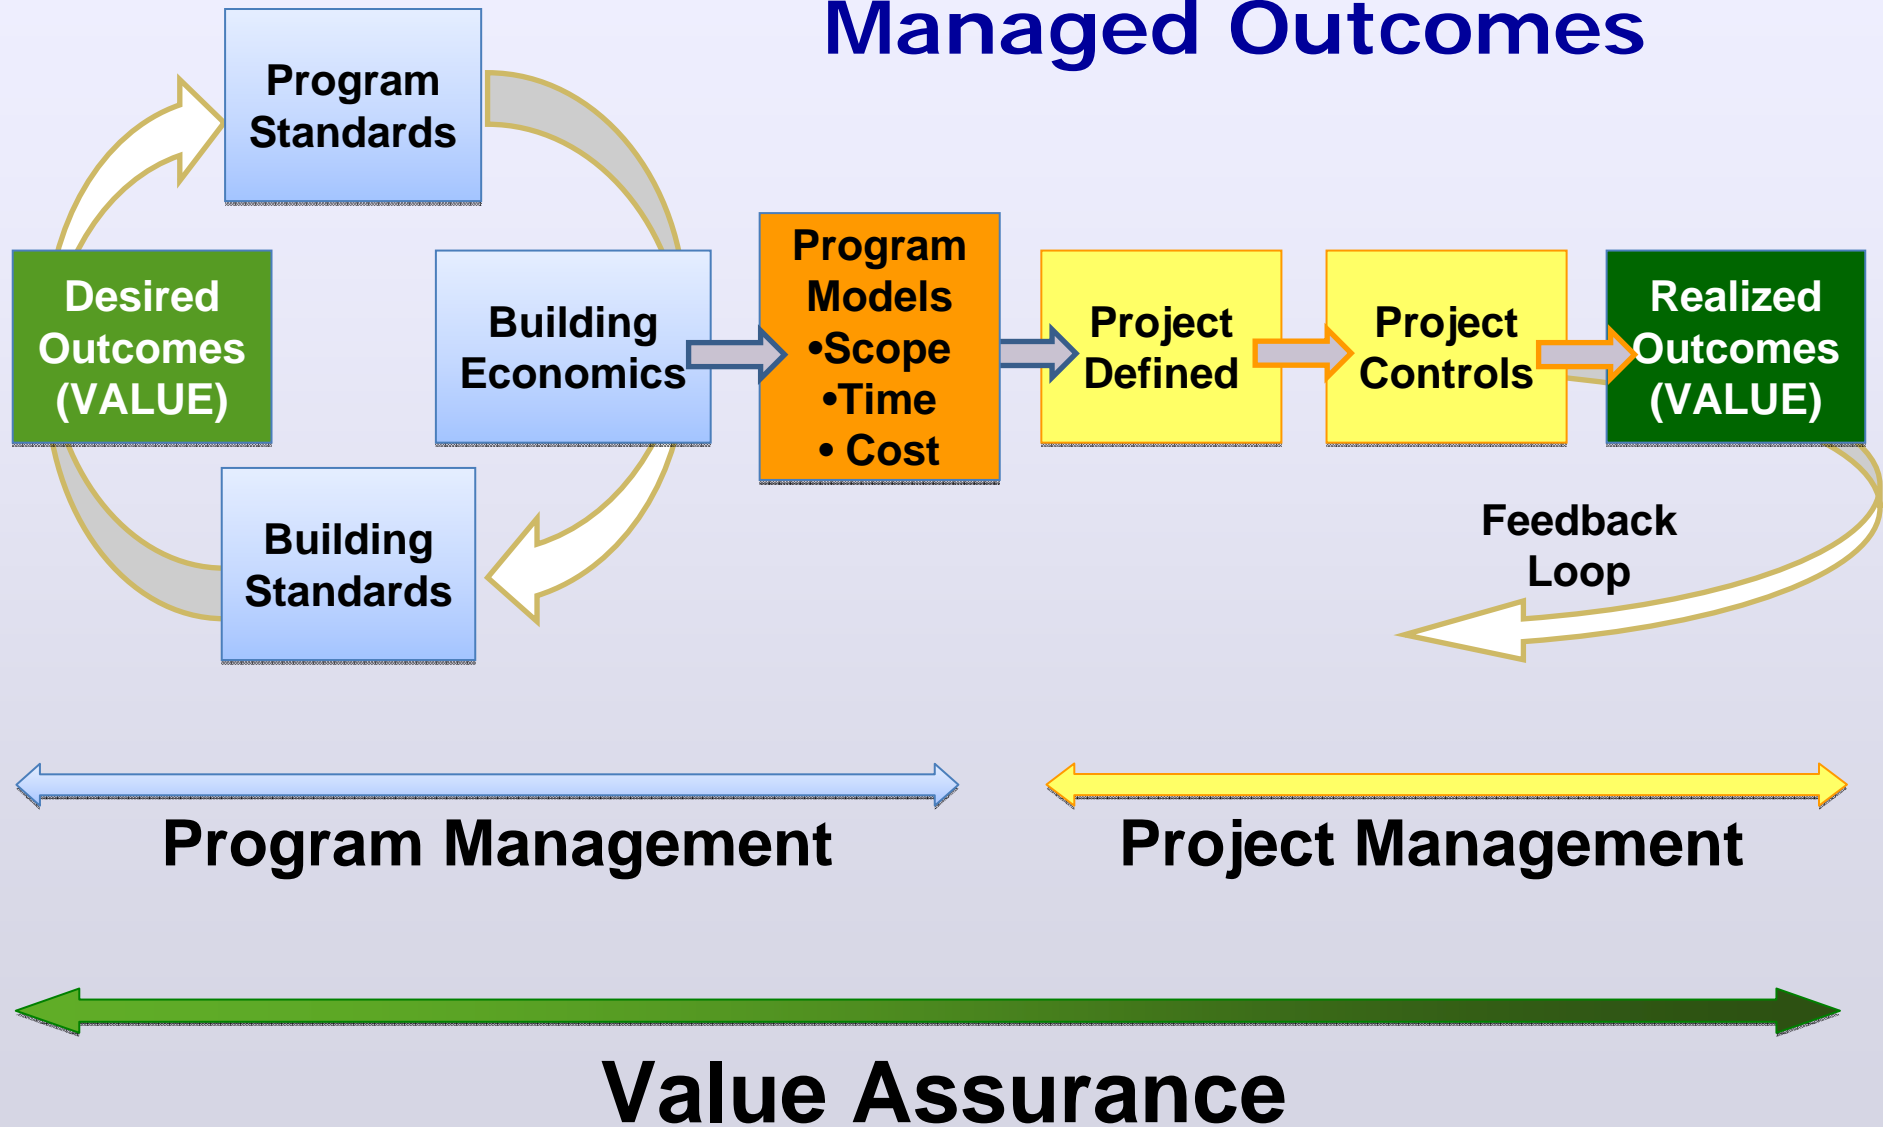 Managed Outcomes
Program
Standards
Desired
Outcomes
(VALUE)
Building
Economics
Building
Standards
Program
Models
•Scope
•Time
• Cost
Project
Defined
Project
Controls
Realized
Outcomes
(VALUE)
Feedback
Loop
Program Management
Project Management
Value Assurance